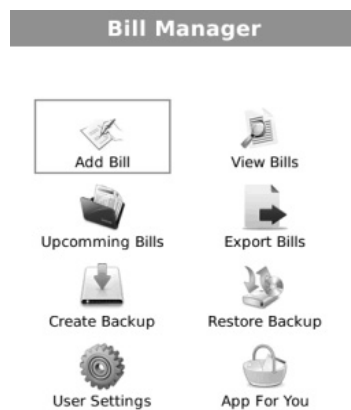 Bill Manager
Add Bill
View Bills
Upcomming Bills
Export Bills
Create Backup
Restore Backup
User Settings
App For You